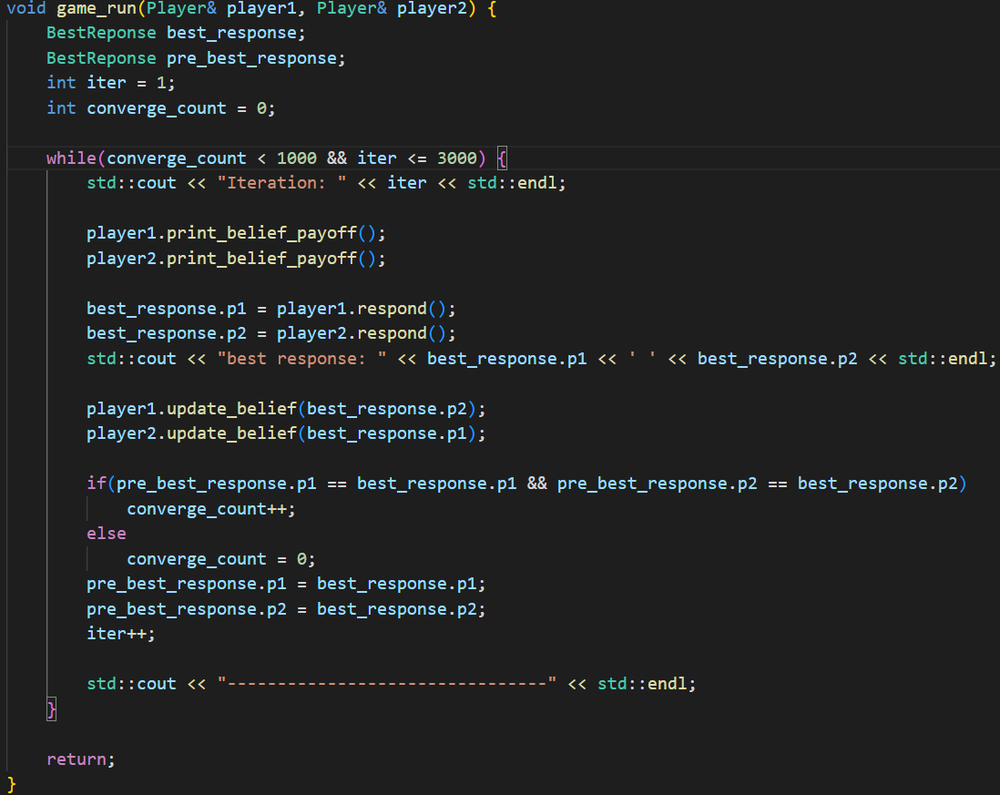 void game_run(Player& player1, Player& player2) {
    BestReponse best_response;
    BestReponse pre_best_response;
    int iter = 1;
    int converge_count = 0;

    while(converge_count < 1000 && iter <= 3000) {
        std::cout << "Iteration: " << iter << std::endl;

        player1.print_belief_payoff();
        player2.print_belief_payoff();

        best_response.p1 = player1.respond();
        best_response.p2 = player2.respond();
        std::cout << "best response: " << best_response.p1 << ' ' << best_response.p2 << std::endl;

        player1.update_belief(best_response.p2);
        player2.update_belief(best_response.p1);

        if(pre_best_response.p1 == best_response.p1 && pre_best_response.p2 == best_response.p2)
            converge_count++;
        else
            converge_count = 0;
        pre_best_response.p1 = best_response.p1;
        pre_best_response.p2 = best_response.p2;
        iter++;

        std::cout << "--------------------------------" << std::endl;
    }

    return;
}